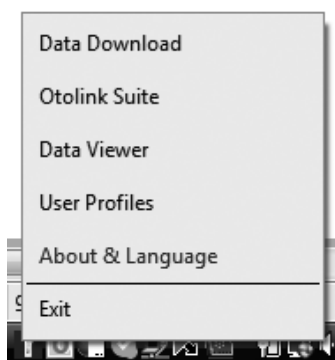 Data Download
Otolink Suite
Data Viewer
User Profiles
About & Language
Exit